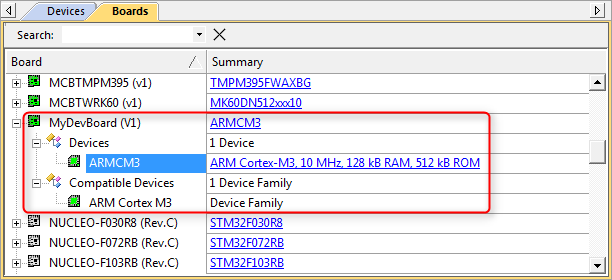 Devices Boards
Search:
Board Summary
MCBTMPM395 (v1) TMPM395FWAXBG
MCBTWRK60 (v1) MK60DN512xxx10
MyDevBoard (V1) ARMCM3
Devices 1 Device
ARMCM3 ARM Cortex-M3, 10 MHz, 128 kB RAM, 512 kB ROM
Compatible Devices 1 Device Family
ARM Cortex M3 Device Family
NUCLEO-F030R8 (Rev.C) STM32F030R8
NUCLEO-F072RB (Rev.C) STM32F072RB
NUCLEO-F103RB (Rev.C) STM32F103RB